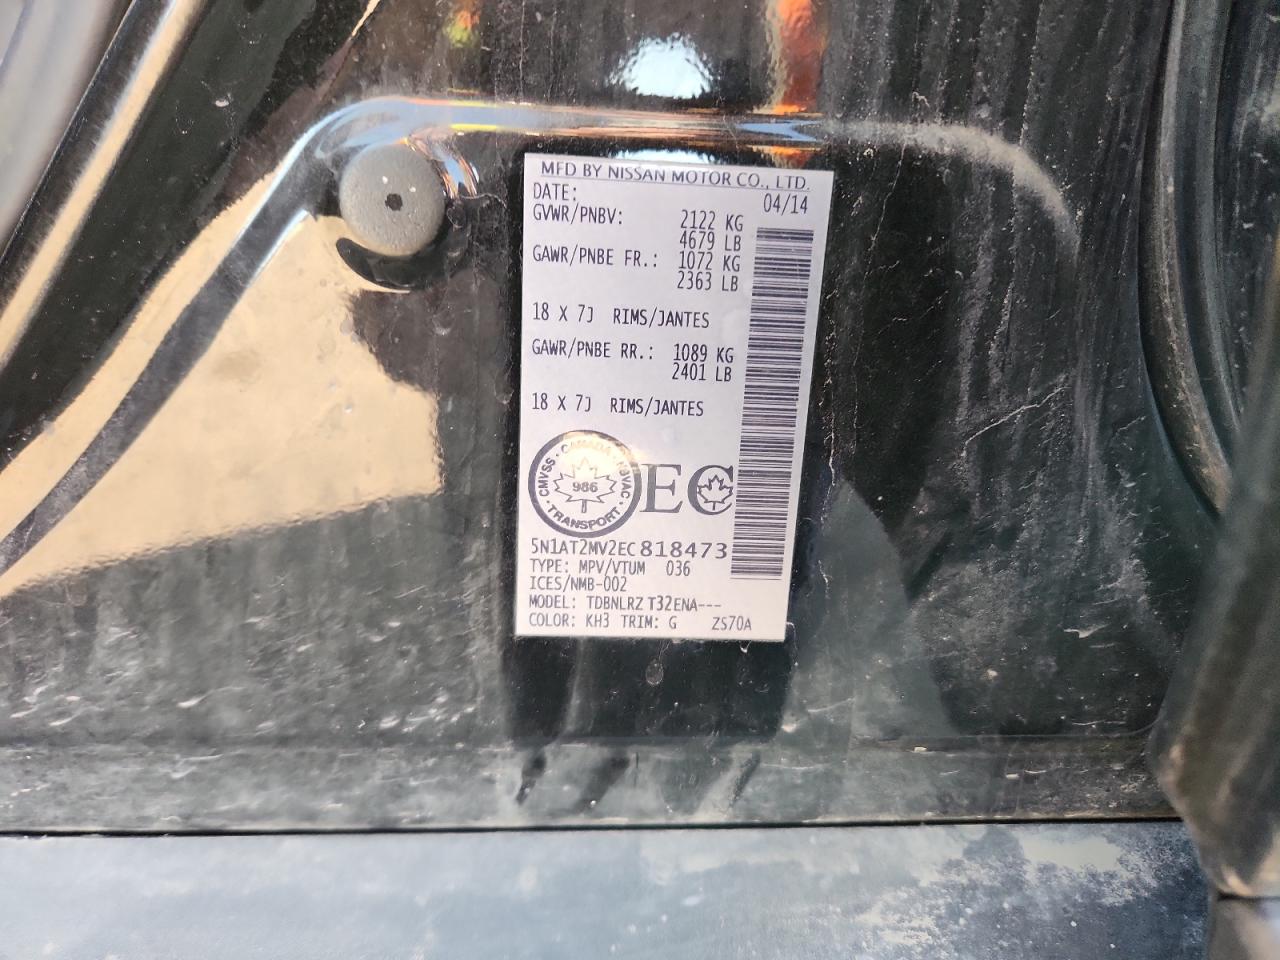 MFD BY NISSAN MOTOR CO., LTD.
DATE: 04/14
GVWR/PNBV: 2122 KG
4679 LB
GAWR/PNBE FR.: 1072 KG
2363 LB
18 X 7J RIMS/JANTES
GAWR/PNBE RR.: 1089 KG
2401 LB
18 X 7J RIMS/JANTES
CMVSS · CANADA · NSVAC · TRANSPORT ·
986
EC
5N1AT2MV2EC818473
TYPE: MPV/VTUM 036
ICES/NMB-002
MODEL: TDBNLRZ T32ENA---
COLOR: KH3 TRIM: G ZS70A